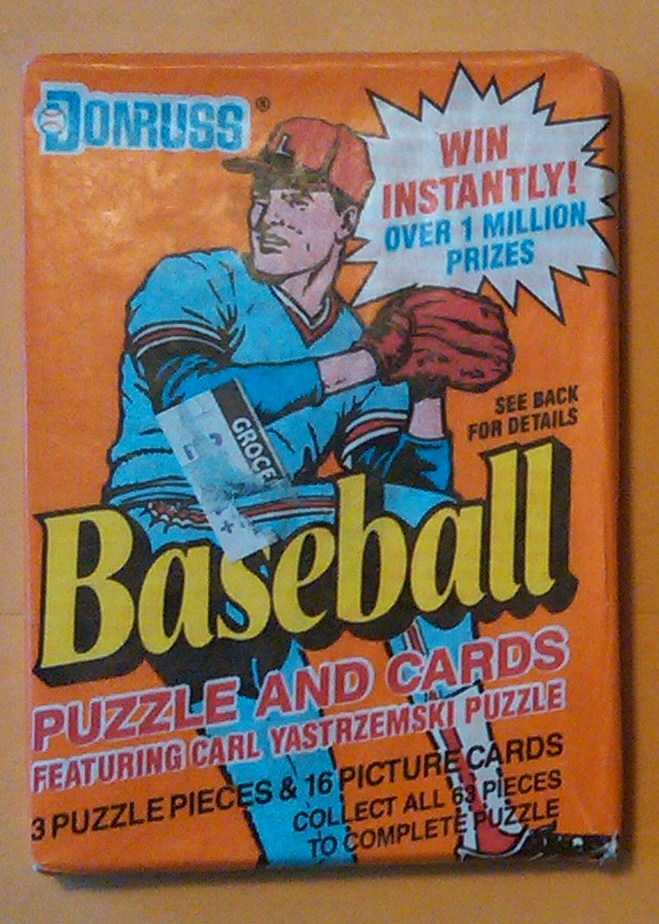 DONRUSS ®
L
WIN
INSTANTLY!
OVER 1 MILLION
PRIZES
SEE BACK
FOR DETAILS
GROCE
Baseball
PUZZLE AND CARDS
FEATURING CARL YASTRZEMSKI PUZZLE
3 PUZZLE PIECES & 16 PICTURE CARDS
COLLECT ALL 63 PIECES
TO COMPLETE PUZZLE